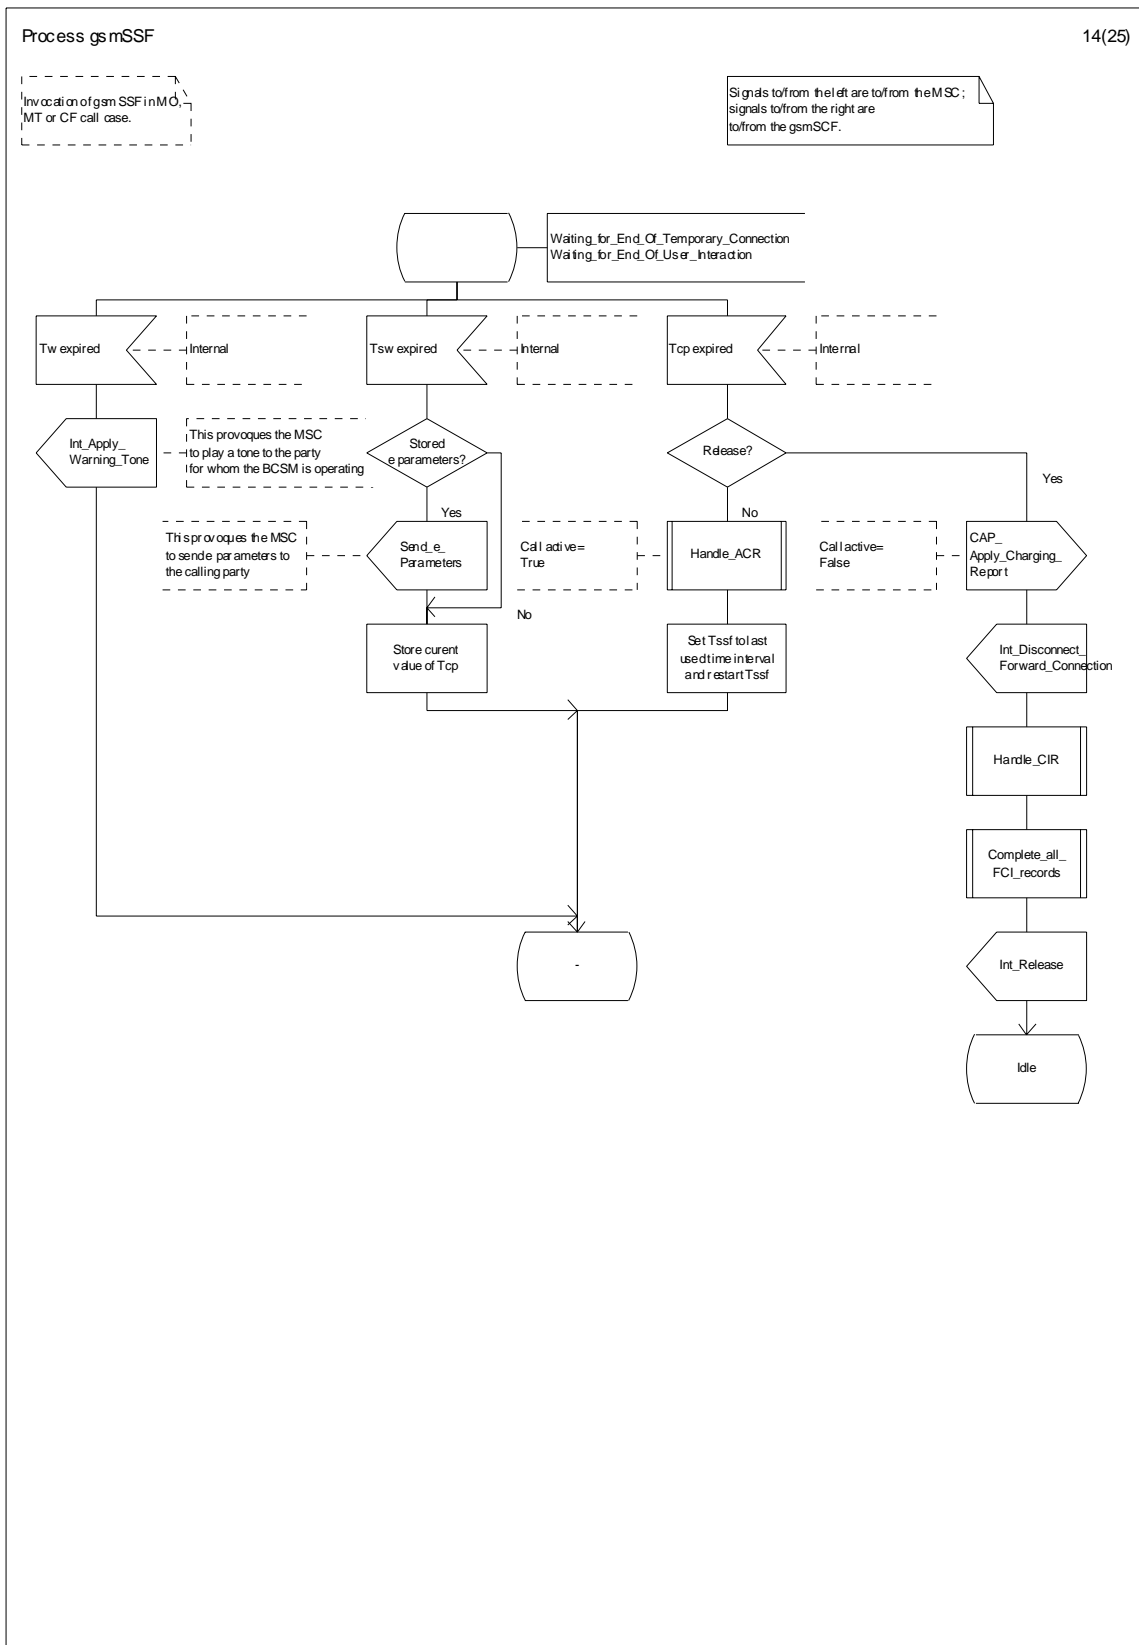 Process gsmSSF
14(25)
Invocation of gsmSSF in MO,
MT or CF call case.
Signals to/from the left are to/from the MSC;
signals to/from the right are
to/from the gsmSCF.
Waiting_for_End_Of_Temporary_Connection
Waiting_for_End_Of_User_Interaction
Tw expired
Internal
Tsw expired
Internal
Tcp expired
Internal
Int_Apply_
Warning_Tone
This provoques the MSC
to play a tone to the party
for whom the BCSM is operating
Stored
e parameters?
Release?
Yes
Yes
No
This provoques the MSC
to send e parameters to
the calling party
Send_e_
Parameters
Call active=
True
Handle_ACR
Call active=
False
CAP_
Apply_Charging_
Report
No
Store curent
value of Tcp
Set Tssf to last
used time interval
and restart Tssf
Int_Disconnect_
Forward_Connection
Handle_CIR
Complete_all_
FCI_records
-
Int_Release
Idle